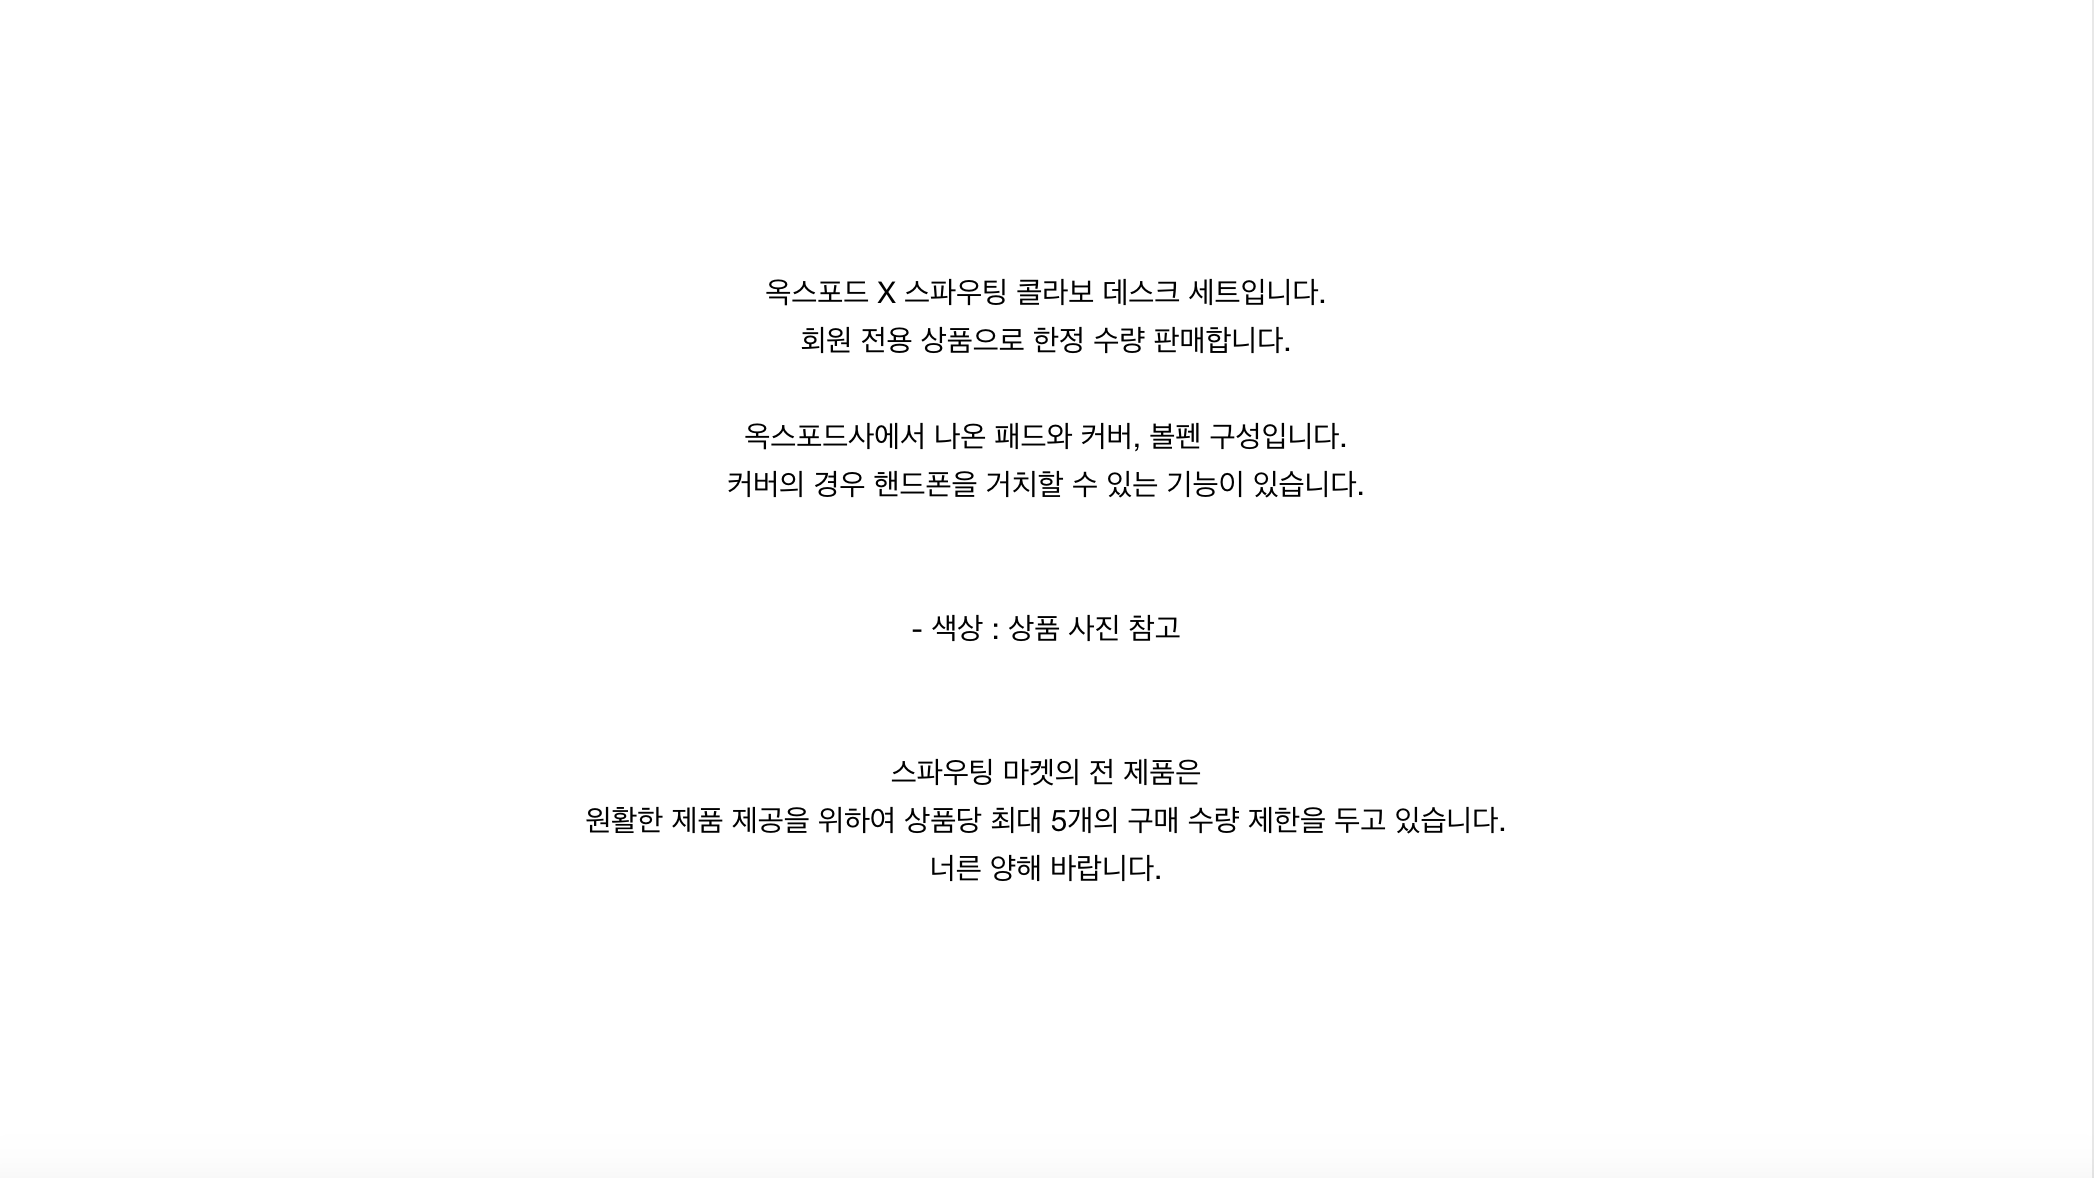 옥스포드 X 스파우팅 콜라보 데스크 세트입니다.
회원 전용 상품으로 한정 수량 판매합니다.
옥스포드사에서 나온 패드와 커버, 볼펜 구성입니다.
커버의 경우 핸드폰을 거치할 수 있는 기능이 있습니다.
- 색상 : 상품 사진 참고
스파우팅 마켓의 전 제품은
원활한 제품 제공을 위하여 상품당 최대 5개의 구매 수량 제한을 두고 있습니다.
너른 양해 바랍니다.